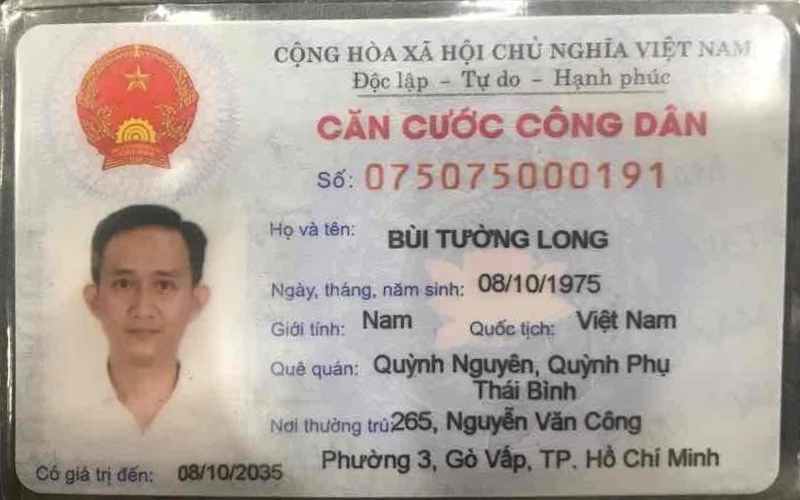 CỘNG HÒA XÃ HỘI CHỦ NGHĨA VIỆT NAM
Độc lập - Tự do - Hạnh phúc
CĂN CƯỚC CÔNG DÂN
Số: 075075000191
Họ và tên: BÙI TƯỜNG LONG
Ngày, tháng, năm sinh: 08/10/1975
Giới tính: Nam Quốc tịch: Việt Nam
Quê quán: Quỳnh Nguyên, Quỳnh Phụ
Thái Bình
Nơi thường trú: 265, Nguyễn Văn Công
Phường 3, Gò Vấp, TP. Hồ Chí Minh
Có giá trị đến: 08/10/2035